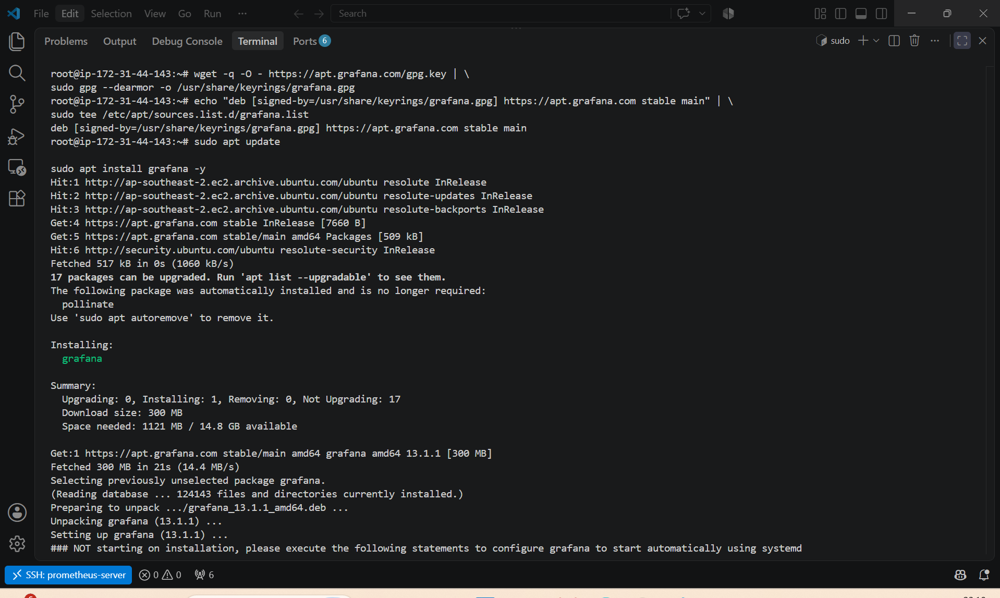 File Edit Selection View Go Run ··· Search
Problems Output Debug Console Terminal Ports 6 sudo
root@ip-172-31-44-143:~# wget -q -O - https://apt.grafana.com/gpg.key | \
sudo gpg --dearmor -o /usr/share/keyrings/grafana.gpg
root@ip-172-31-44-143:~# echo "deb [signed-by=/usr/share/keyrings/grafana.gpg] https://apt.grafana.com stable main" | \
sudo tee /etc/apt/sources.list.d/grafana.list
deb [signed-by=/usr/share/keyrings/grafana.gpg] https://apt.grafana.com stable main
root@ip-172-31-44-143:~# sudo apt update
sudo apt install grafana -y
Hit:1 http://ap-southeast-2.ec2.archive.ubuntu.com/ubuntu resolute InRelease
Hit:2 http://ap-southeast-2.ec2.archive.ubuntu.com/ubuntu resolute-updates InRelease
Hit:3 http://ap-southeast-2.ec2.archive.ubuntu.com/ubuntu resolute-backports InRelease
Get:4 https://apt.grafana.com stable InRelease [7660 B]
Get:5 https://apt.grafana.com stable/main amd64 Packages [509 kB]
Hit:6 http://security.ubuntu.com/ubuntu resolute-security InRelease
Fetched 517 kB in 0s (1060 kB/s)
17 packages can be upgraded. Run 'apt list --upgradable' to see them.
The following package was automatically installed and is no longer required:
  pollinate
Use 'sudo apt autoremove' to remove it.
Installing:
  grafana
Summary:
  Upgrading: 0, Installing: 1, Removing: 0, Not Upgrading: 17
  Download size: 300 MB
  Space needed: 1121 MB / 14.8 GB available
Get:1 https://apt.grafana.com stable/main amd64 grafana amd64 13.1.1 [300 MB]
Fetched 300 MB in 21s (14.4 MB/s)
Selecting previously unselected package grafana.
(Reading database ... 124143 files and directories currently installed.)
Preparing to unpack .../grafana_13.1.1_amd64.deb ...
Unpacking grafana (13.1.1) ...
Setting up grafana (13.1.1) ...
### NOT starting on installation, please execute the following statements to configure grafana to start automatically using systemd
SSH: prometheus-server 0 0 6